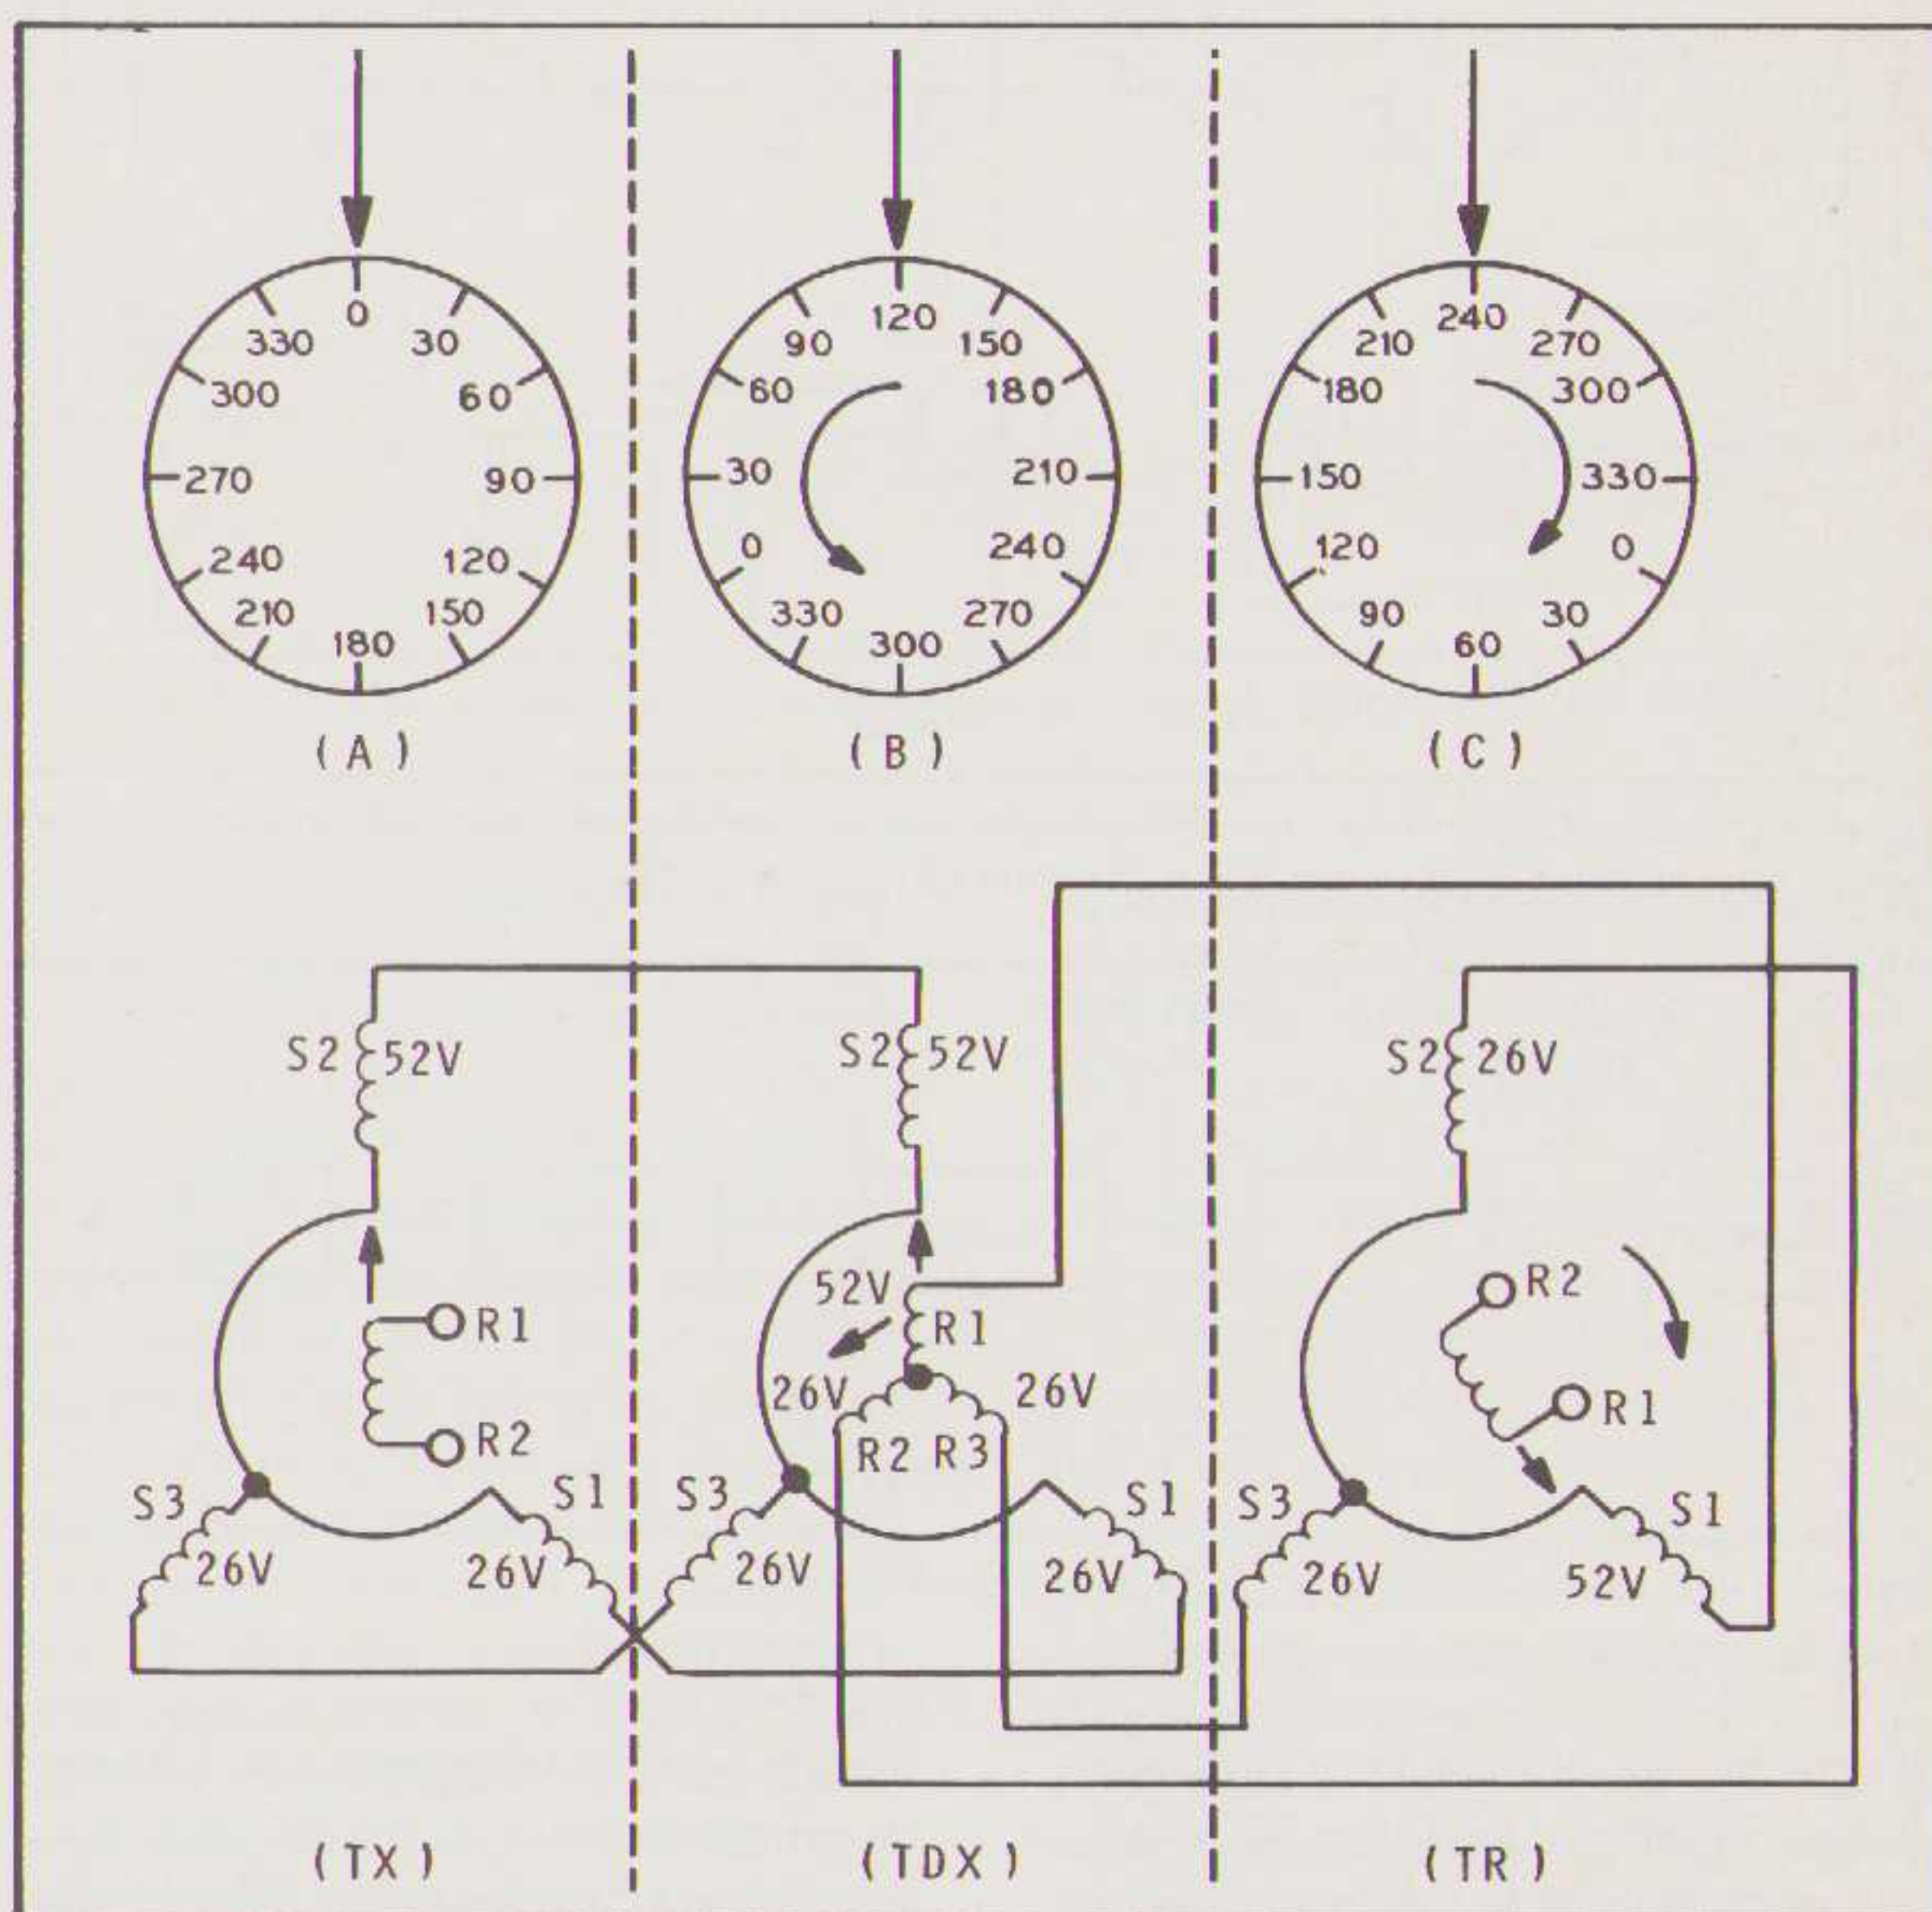 0 120 240
330 30 90 150 210 270
300 60 60 180 180 300
270 90 30 210 150 330
240 120 0 240 120 0
210 150 330 270 90 30
180 300 60
(A) (B) (C)
S2 52V S2 52V S2 26V
52V R2
R1 R1
26V 26V R1
R2 R2 R3
S3 S1 S3 S1 S3 S1
26V 26V 26V 26V 26V 52V
(TX) (TDX) (TR)